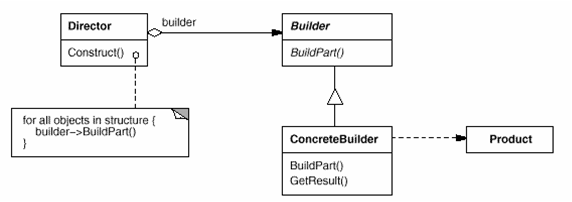 Director
Construct()
builder
Builder
BuildPart()
for all objects in structure {
builder->BuildPart()
}
ConcreteBuilder
BuildPart()
GetResult()
Product